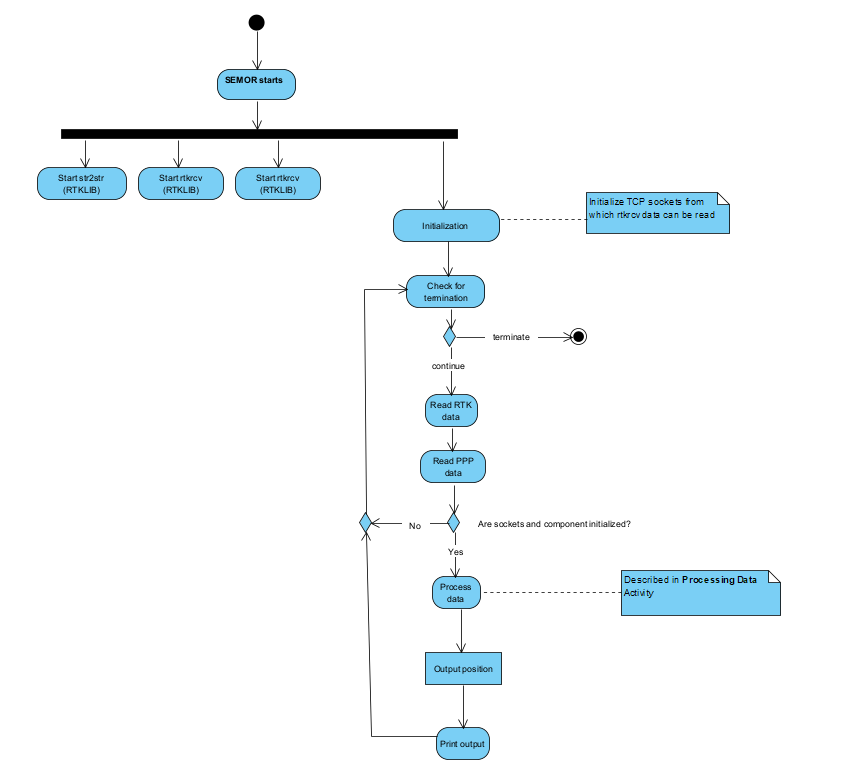 SEMOR starts
Start str2str
(RTKLIB)
Start rtkrcv
(RTKLIB)
Start rtkrcv
(RTKLIB)
Initialize TCP sockets from
which rtkrcv data can be read
Initialization
Check for
termination
terminate
continue
Read RTK
data
Read PPP
data
No
Are sockets and component initialized?
Yes
Described in Processing Data
Activity
Process
data
Output position
Print output